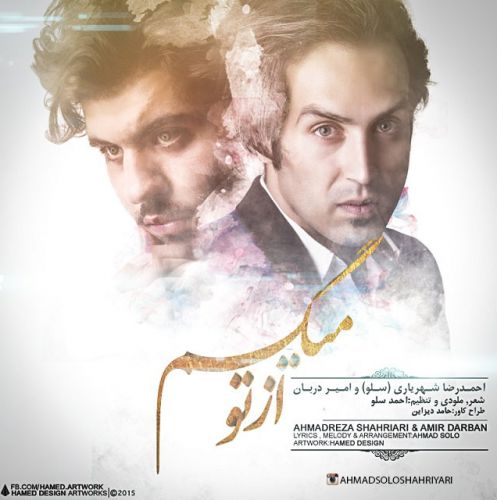 میگم
از تو
احمدرضا شهریاری (سلو) و امیر دربان
شعر، ملودی و تنظیم:احمد سلو
طراح کاور:حامد دیزاین
AHMADREZA SHAHRIARI & AMIR DARBAN
LYRICS , MELODY & ARRANGEMENT:AHMAD SOLO
ARTWORK:HAMED DESIGN
AHMADSOLOSHAHRIYARI
FB.COM/HAMED.ARTWORK
HAMED DESIGN ARTWORKS|©2015